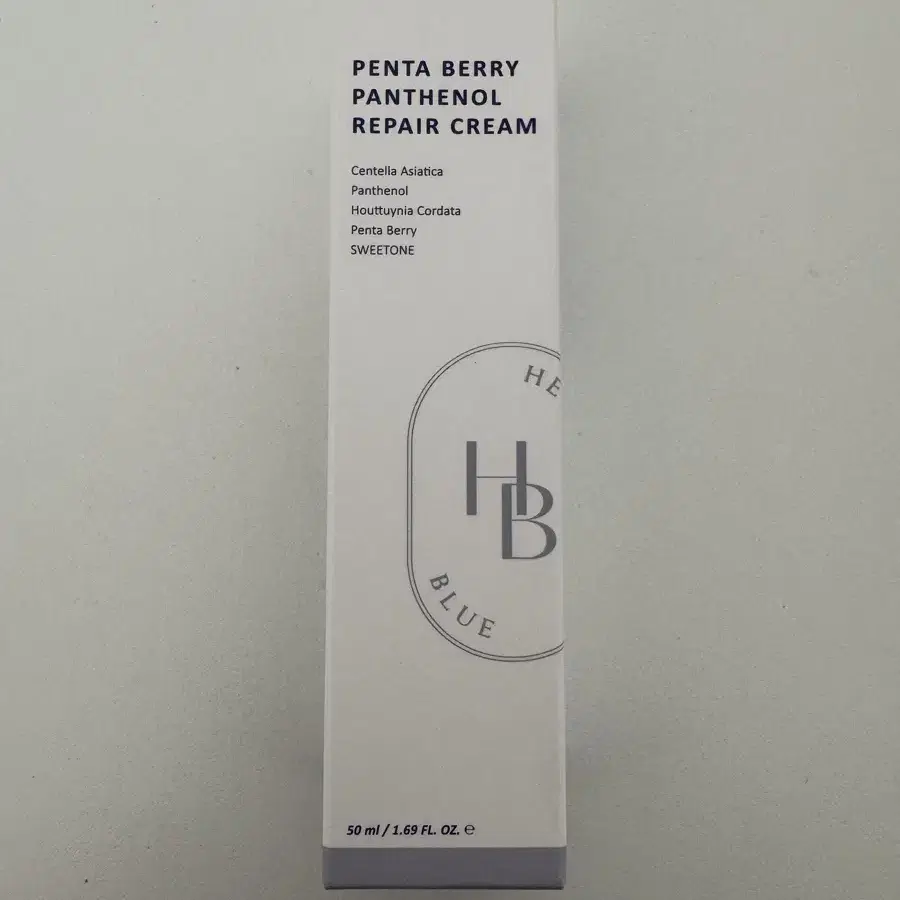 PENTA BERRY
PANTHENOL
REPAIR CREAM
Centella Asiatica
Panthenol
Houttuynia Cordata
Penta Berry
SWEETONE
HE
HB
BLUE
50 ml / 1.69 FL. OZ. ℮